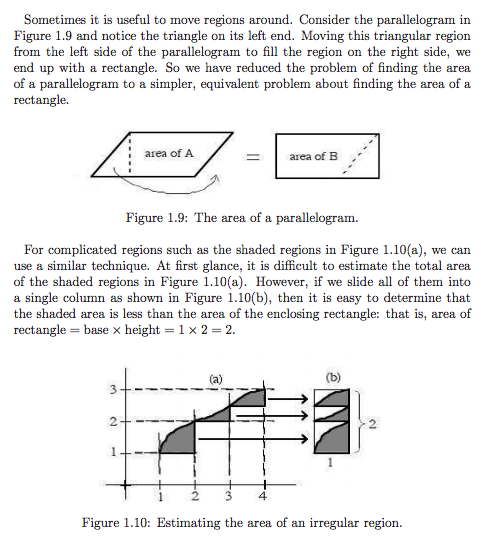 Sometimes it is useful to move regions around. Consider the parallelogram in
Figure 1.9 and notice the triangle on its left end. Moving this triangular region
from the left side of the parallelogram to fill the region on the right side, we
end up with a rectangle. So we have reduced the problem of finding the area
of a parallelogram to a simpler, equivalent problem about finding the area of a
rectangle.
area of A = area of B
Figure 1.9: The area of a parallelogram.
For complicated regions such as the shaded regions in Figure 1.10(a), we can
use a similar technique. At first glance, it is difficult to estimate the total area
of the shaded regions in Figure 1.10(a). However, if we slide all of them into
a single column as shown in Figure 1.10(b), then it is easy to determine that
the shaded area is less than the area of the enclosing rectangle: that is, area of
rectangle = base × height = 1 × 2 = 2.
(a) (b)
3
2 2
1
1
1 2 3 4
Figure 1.10: Estimating the area of an irregular region.